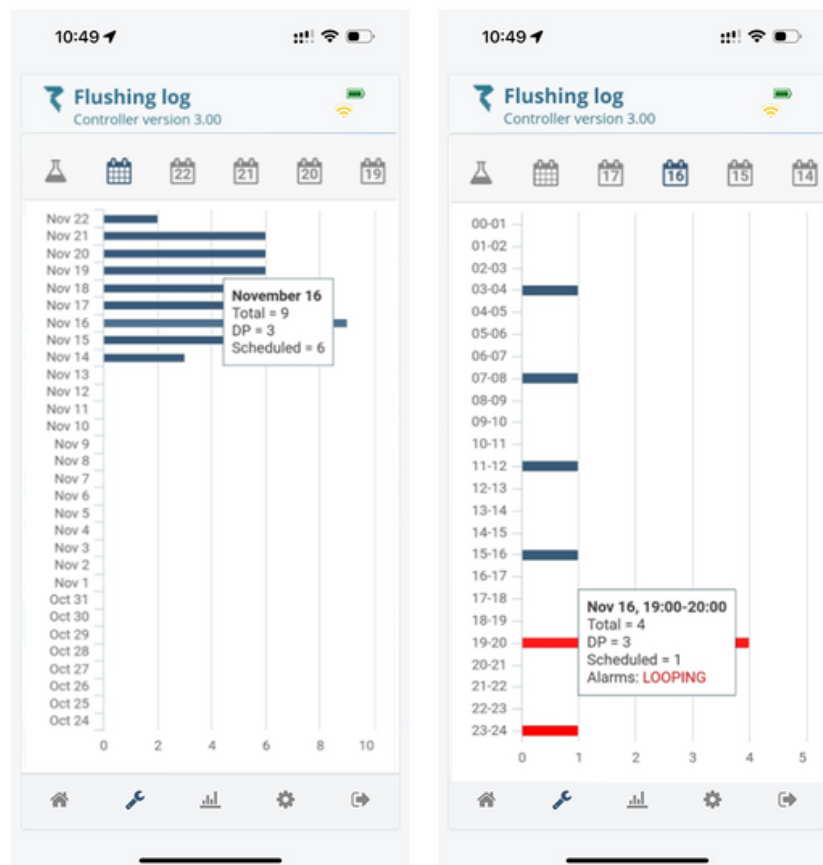 10:49
Flushing log
Controller version 3.00
22
21
20
19
Nov 22
Nov 21
Nov 20
Nov 19
Nov 18
Nov 17
Nov 16
Nov 15
Nov 14
Nov 13
Nov 12
Nov 11
Nov 10
Nov 9
Nov 8
Nov 7
Nov 6
Nov 5
Nov 4
Nov 3
Nov 2
Nov 1
Oct 31
Oct 30
Oct 29
Oct 28
Oct 27
Oct 26
Oct 25
Oct 24
November 16
Total = 9
DP = 3
Scheduled = 6
0 2 4 6 8 10
10:49
Flushing log
Controller version 3.00
17
16
15
14
00-01
01-02
02-03
03-04
04-05
05-06
06-07
07-08
08-09
09-10
10-11
11-12
12-13
13-14
14-15
15-16
16-17
17-18
18-19
19-20
20-21
21-22
22-23
23-24
Nov 16, 19:00-20:00
Total = 4
DP = 3
Scheduled = 1
Alarms: LOOPING
0 1 2 3 4 5